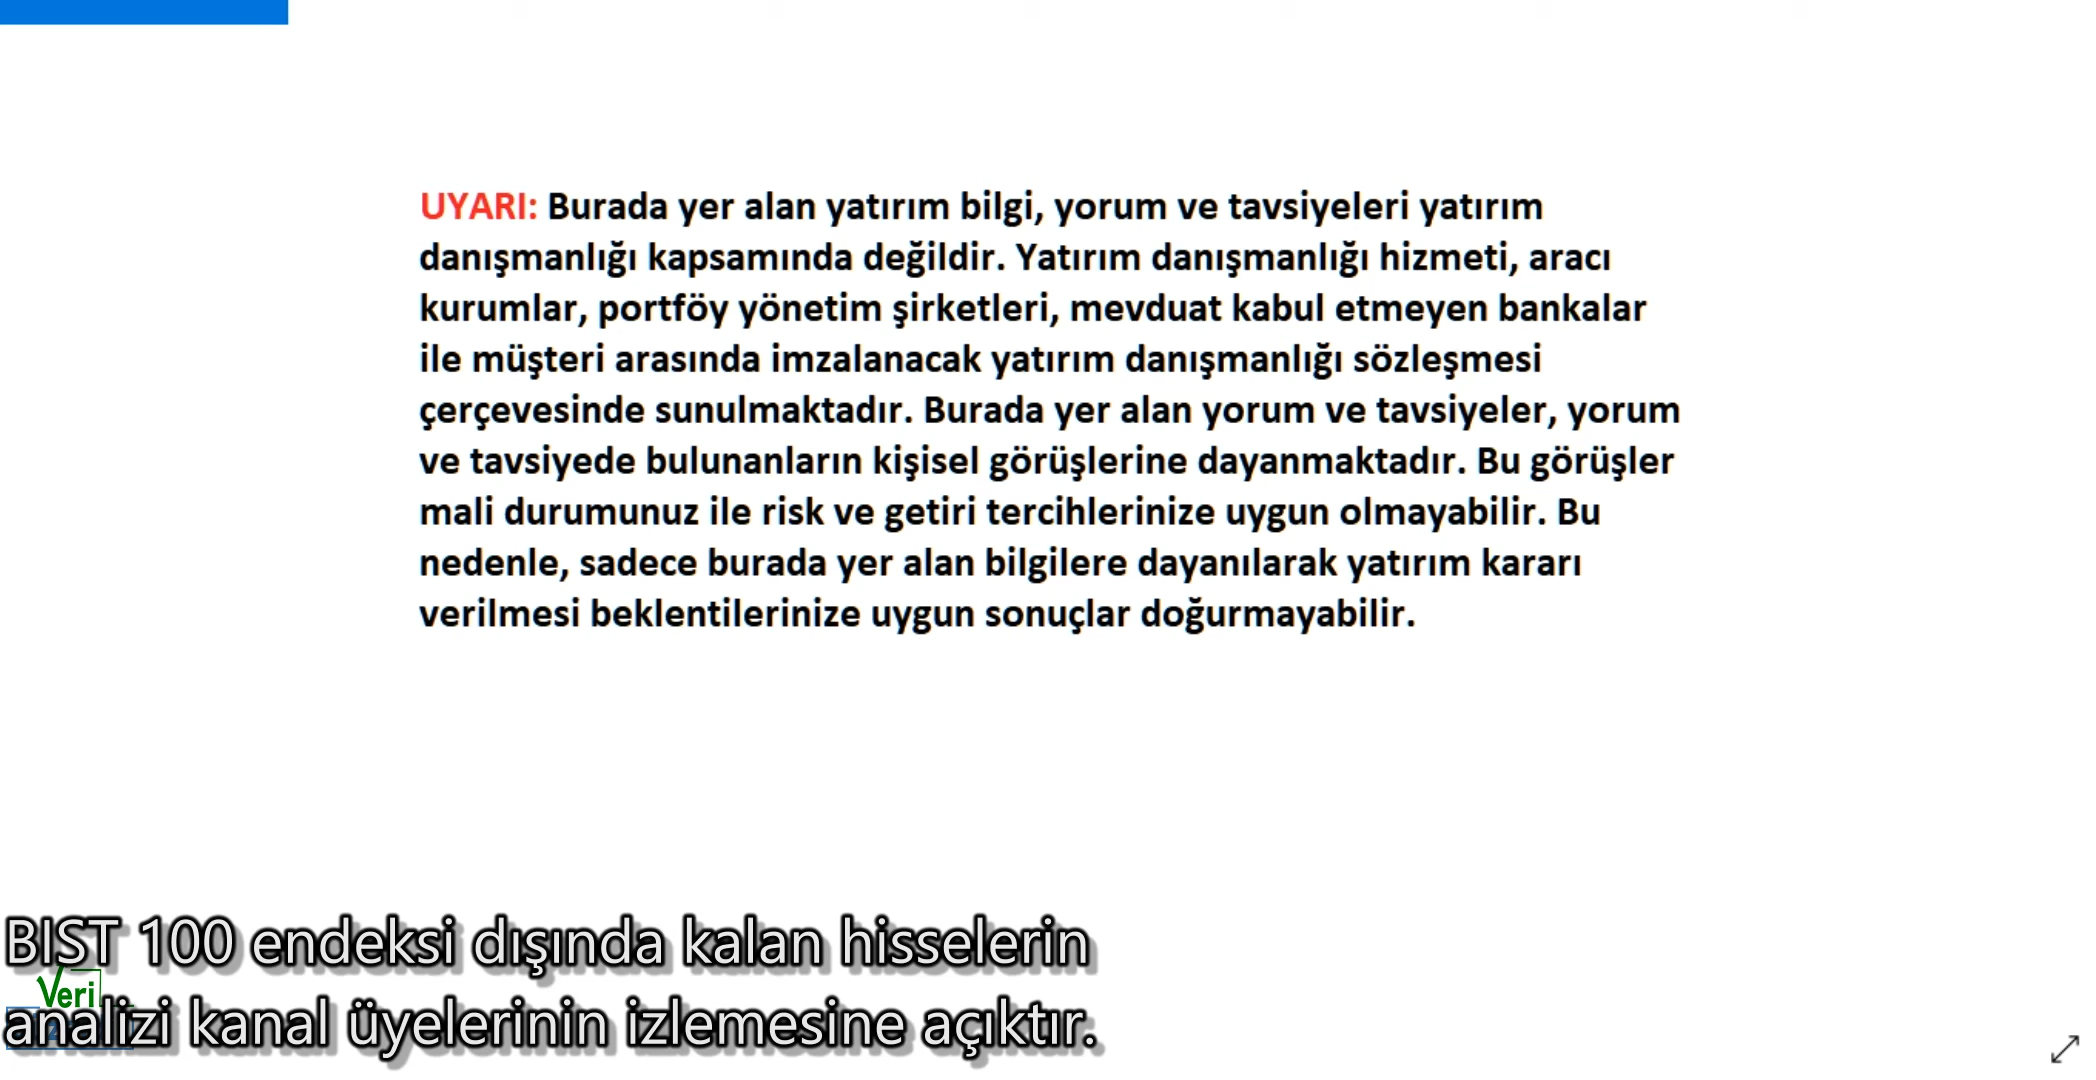 UYARI: Burada yer alan yatırım bilgi, yorum ve tavsiyeleri yatırım
danışmanlığı kapsamında değildir. Yatırım danışmanlığı hizmeti, aracı
kurumlar, portföy yönetim şirketleri, mevduat kabul etmeyen bankalar
ile müşteri arasında imzalanacak yatırım danışmanlığı sözleşmesi
çerçevesinde sunulmaktadır. Burada yer alan yorum ve tavsiyeler, yorum
ve tavsiyede bulunanların kişisel görüşlerine dayanmaktadır. Bu görüşler
mali durumunuz ile risk ve getiri tercihlerinize uygun olmayabilir. Bu
nedenle, sadece burada yer alan bilgilere dayanılarak yatırım kararı
verilmesi beklentilerinize uygun sonuçlar doğurmayabilir.
BIST 100 endeksi dışında kalan hisselerin
Veri
analizi kanal üyelerinin izlemesine açıktır.